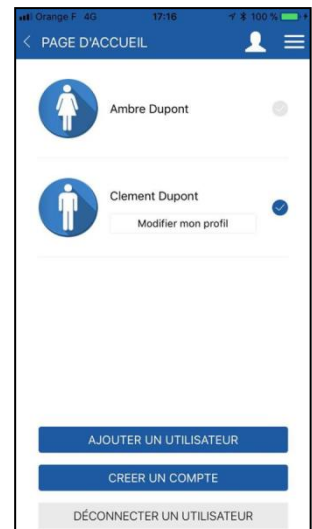 Orange F 4G 17:16 100 %
PAGE D'ACCUEIL
Ambre Dupont
Clement Dupont
Modifier mon profil
AJOUTER UN UTILISATEUR
CREER UN COMPTE
DÉCONNECTER UN UTILISATEUR